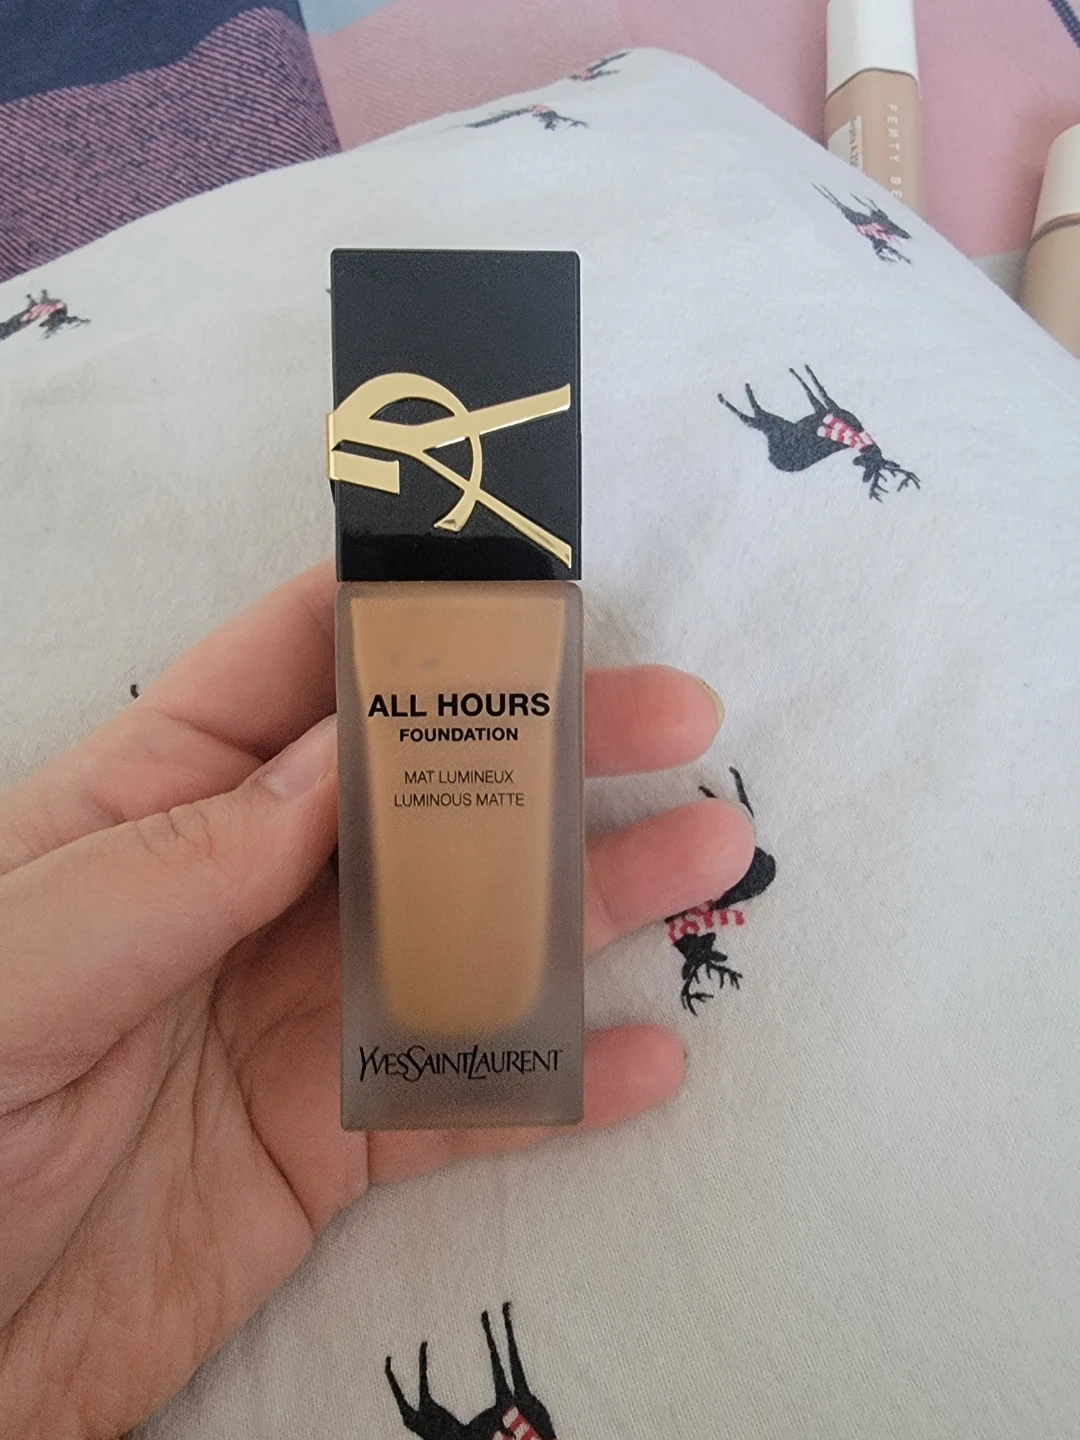 FENTY BE
ALL HOURS
FOUNDATION
MAT LUMINEUX
LUMINOUS MATTE
YVESSAINTLAURENT